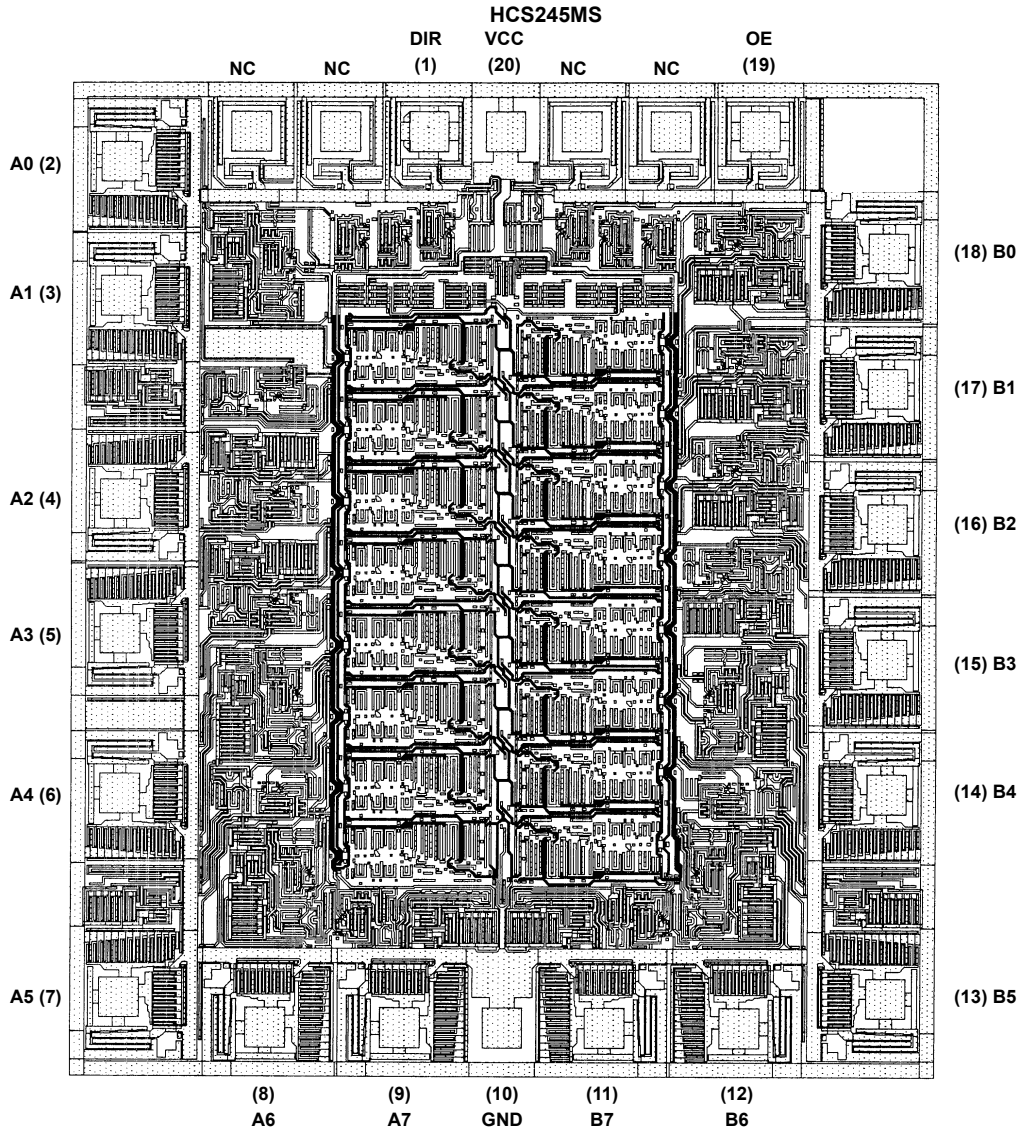 HCS245MS
DIR VCC OE
(1) (20) (19)
NC NC NC NC
A0 (2)
(18) B0
A1 (3)
(17) B1
A2 (4)
(16) B2
A3 (5)
(15) B3
A4 (6)
(14) B4
A5 (7)
(13) B5
(8) (9) (10) (11) (12)
A6 A7 GND B7 B6